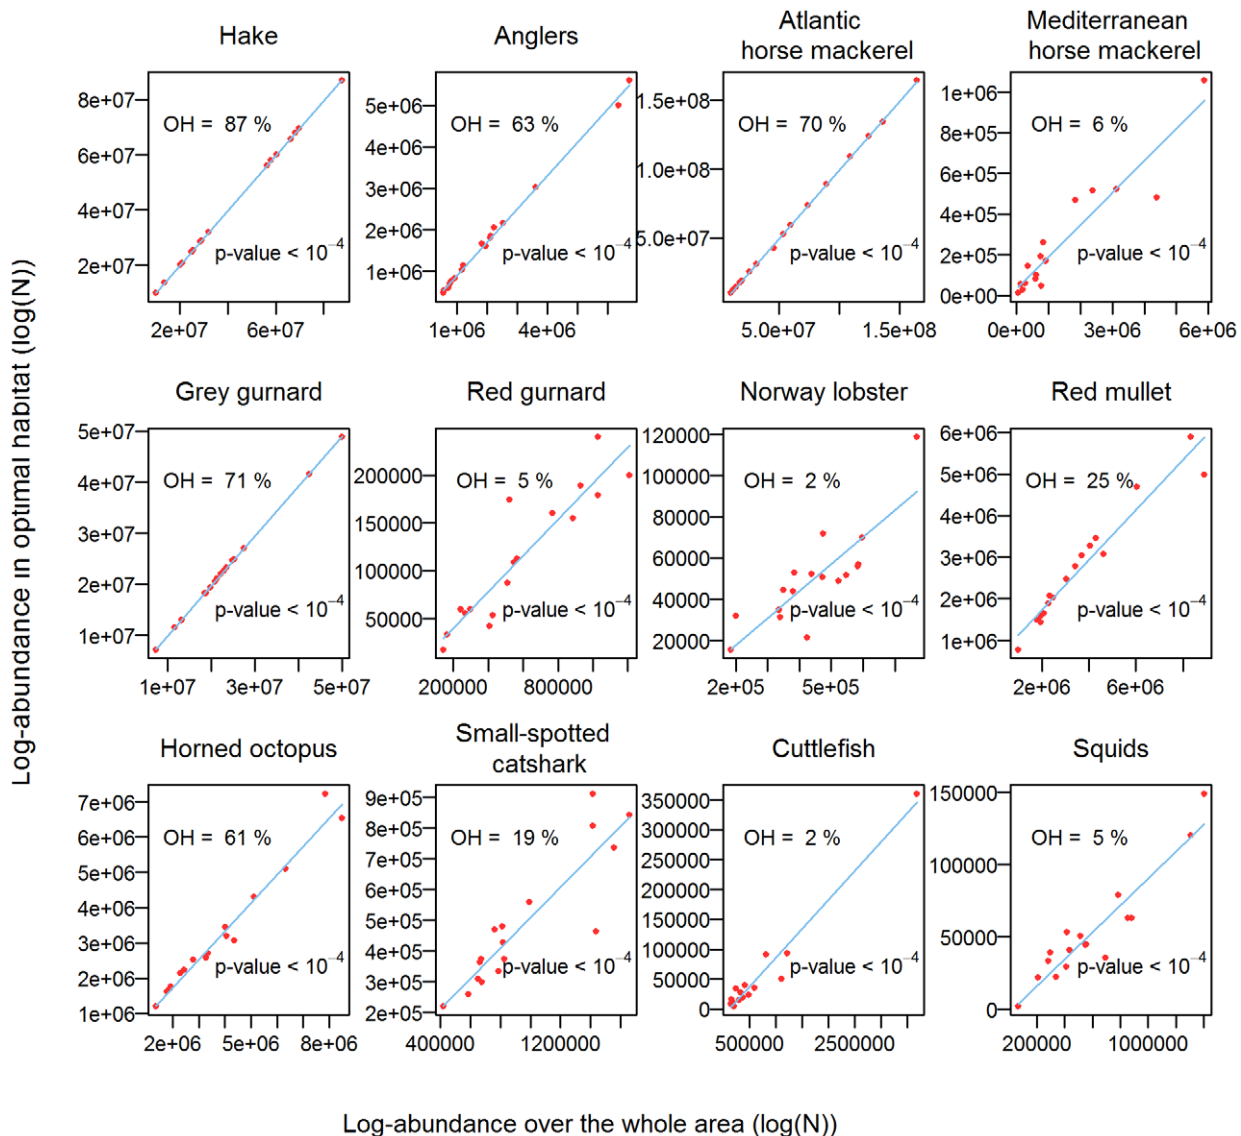 Log-abundance in optimal habitat (log(N))
Hake
8e+07
6e+07
4e+07
2e+07
OH = 87 %
p-value < 10⁻⁴
2e+07 6e+07
Anglers
5e+06
4e+06
3e+06
2e+06
1e+06
OH = 63 %
p-value < 10⁻⁴
1e+06 4e+06
Atlantic
horse mackerel
1.5e+08
1.0e+08
5.0e+07
OH = 70 %
p-value < 10⁻⁴
5.0e+07 1.5e+08
Mediterranean
horse mackerel
1e+06
8e+05
6e+05
4e+05
2e+05
0e+00
OH = 6 %
p-value < 10⁻⁴
0e+00 3e+06 6e+06
Grey gurnard
5e+07
4e+07
3e+07
2e+07
1e+07
OH = 71 %
p-value < 10⁻⁴
1e+07 3e+07 5e+07
Red gurnard
200000
150000
100000
50000
OH = 5 %
p-value < 10⁻⁴
200000 800000
Norway lobster
120000
100000
80000
60000
40000
20000
OH = 2 %
p-value < 10⁻⁴
2e+05 5e+05
Red mullet
6e+06
5e+06
4e+06
3e+06
2e+06
1e+06
OH = 25 %
p-value < 10⁻⁴
2e+06 6e+06
Horned octopus
7e+06
6e+06
5e+06
4e+06
3e+06
2e+06
1e+06
OH = 61 %
p-value < 10⁻⁴
2e+06 5e+06 8e+06
Small-spotted
catshark
9e+05
8e+05
7e+05
6e+05
5e+05
4e+05
3e+05
2e+05
OH = 19 %
p-value < 10⁻⁴
400000 1200000
Cuttlefish
350000
300000
250000
200000
150000
100000
50000
0
OH = 2 %
p-value < 10⁻⁴
500000 2500000
Squids
150000
100000
50000
0
OH = 5 %
p-value < 10⁻⁴
200000 1000000
Log-abundance over the whole area (log(N))